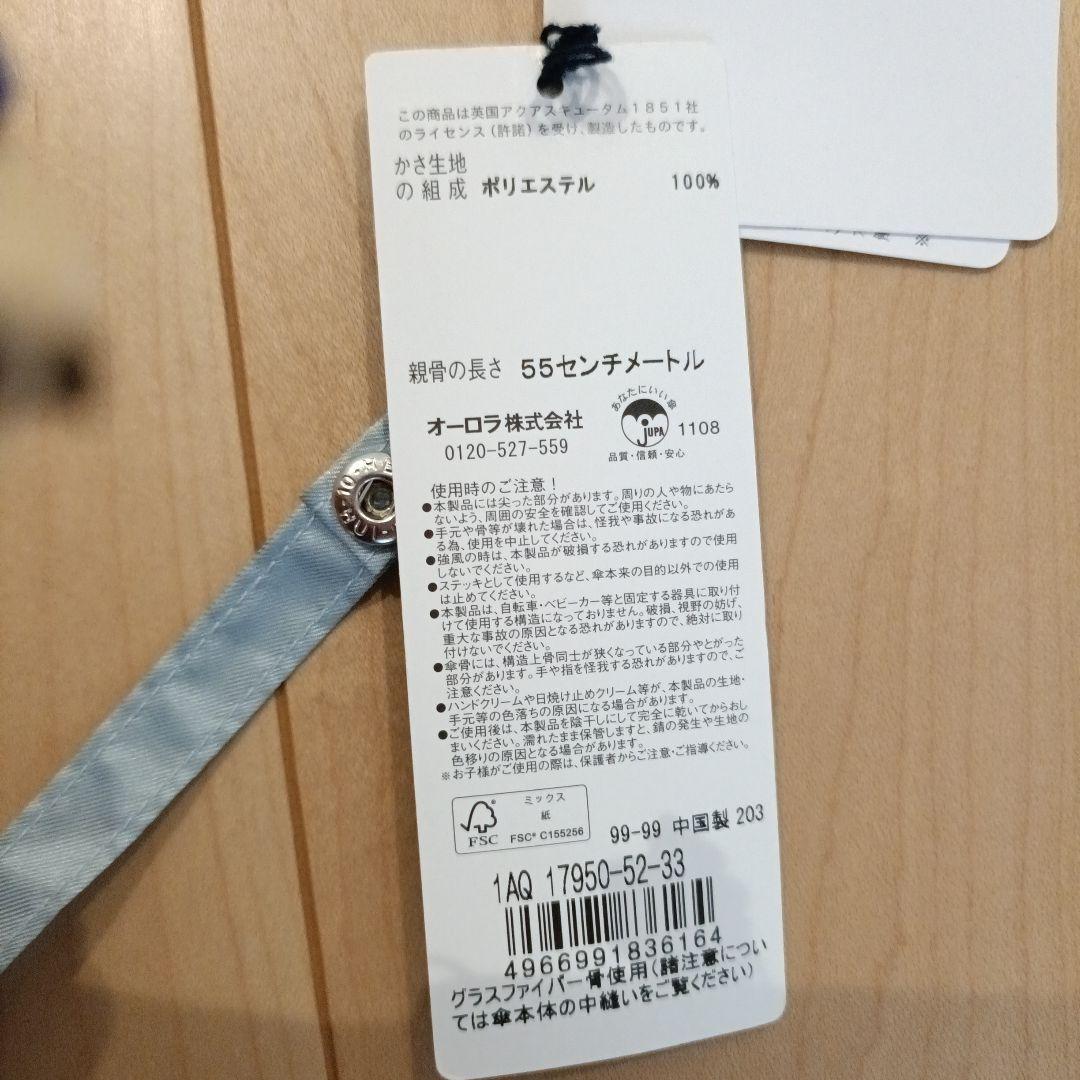 この商品は英国アクアスキュータム1851社
のライセンス(許諾)を受け、製造したものです。
かさ生地
の組成 ポリエステル 100%
親骨の長さ 55センチメートル
オーロラ株式会社
0120-527-559
あなたにいい傘
JUPA
1108
品質・信頼・安心
使用時のご注意!
●本製品には尖った部分があります。周りの人や物にあたら
ないよう、周囲の安全を確認してご使用ください。
●手元や骨等が壊れた場合は、怪我や事故になる恐れがあ
る為、使用を中止してください。
●強風の時は、本製品が破損する恐れがありますので使用
しないでください。
●ステッキとして使用するなど、傘本来の目的以外での使用
は止めてください。
●本製品は、自転車・ベビーカー等と固定する器具に取り付
けて使用する構造になっておりません。破損、視野の妨げ、
重大な事故の原因となる恐れがありますので、絶対に取り
付けないでください。
●傘骨には、構造上骨同士が狭くなっている部分やとがった
部分があります。手や指を怪我する恐れがありますので、ご
注意ください。
●ハンドクリームや日焼け止めクリーム等が、本製品の生地・
手元等の色落ちの原因になる場合があります。
●ご使用後は、本製品を陰干しにして完全に乾いてからおし
まいください。濡れたまま保管しますと、錆の発生や生地の
色移りの原因となる場合があります。
※お子様がご使用の際は、保護者からご注意・ご指導ください。
FSC
ミックス
紙
FSC® C155256
99-99 中国製 203
1AQ 17950-52-33
4966991836164
グラスファイバー骨使用(諸注意につい
ては傘本体の中縫いをご覧ください)